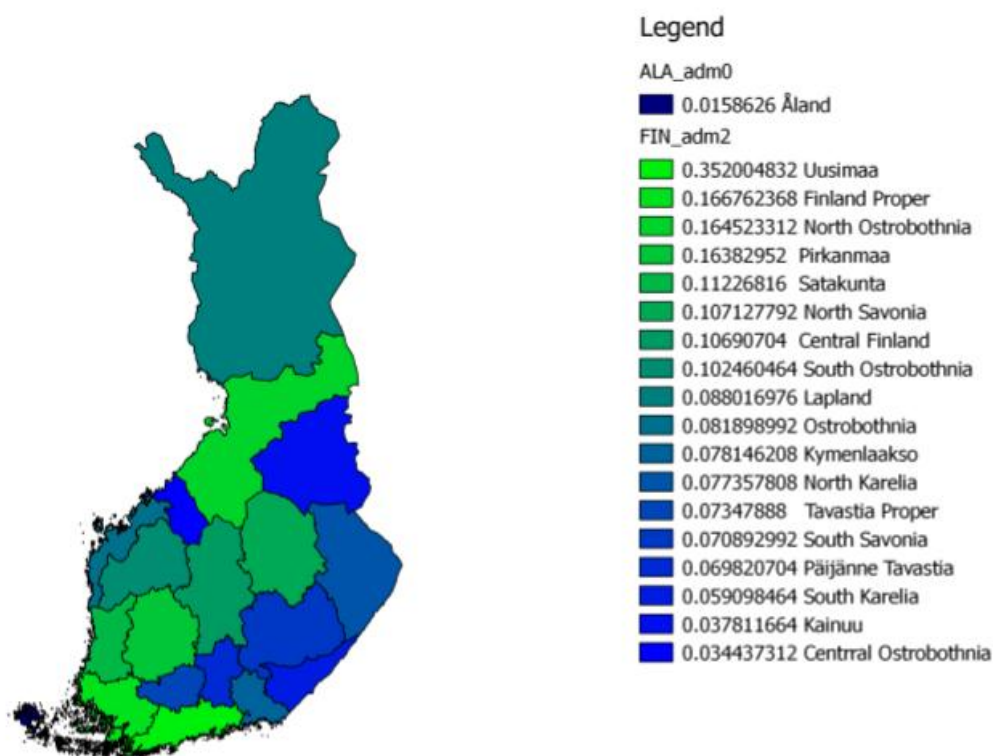 Legend
ALA_adm0
0.0158626 Åland
FIN_adm2
0.352004832 Uusimaa
0.166762368 Finland Proper
0.164523312 North Ostrobothnia
0.16382952 Pirkanmaa
0.11226816 Satakunta
0.107127792 North Savonia
0.10690704 Central Finland
0.102460464 South Ostrobothnia
0.088016976 Lapland
0.081898992 Ostrobothnia
0.078146208 Kymenlaakso
0.077357808 North Karelia
0.07347888 Tavastia Proper
0.070892992 South Savonia
0.069820704 Päijänne Tavastia
0.059098464 South Karelia
0.037811664 Kainuu
0.034437312 Centrral Ostrobothnia